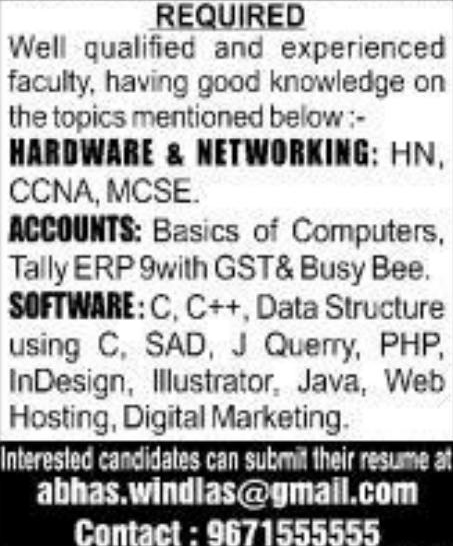 REQUIRED
Well qualified and experienced
faculty, having good knowledge on
the topics mentioned below :-
HARDWARE & NETWORKING: HN,
CCNA, MCSE.
ACCOUNTS: Basics of Computers,
Tally ERP 9with GST& Busy Bee.
SOFTWARE: C, C++, Data Structure
using C, SAD, J Querry, PHP,
InDesign, Illustrator, Java, Web
Hosting, Digital Marketing.
Interesled candidates can submit their resume at
abhas.windlas@gmail.com
Contact : 9671555555